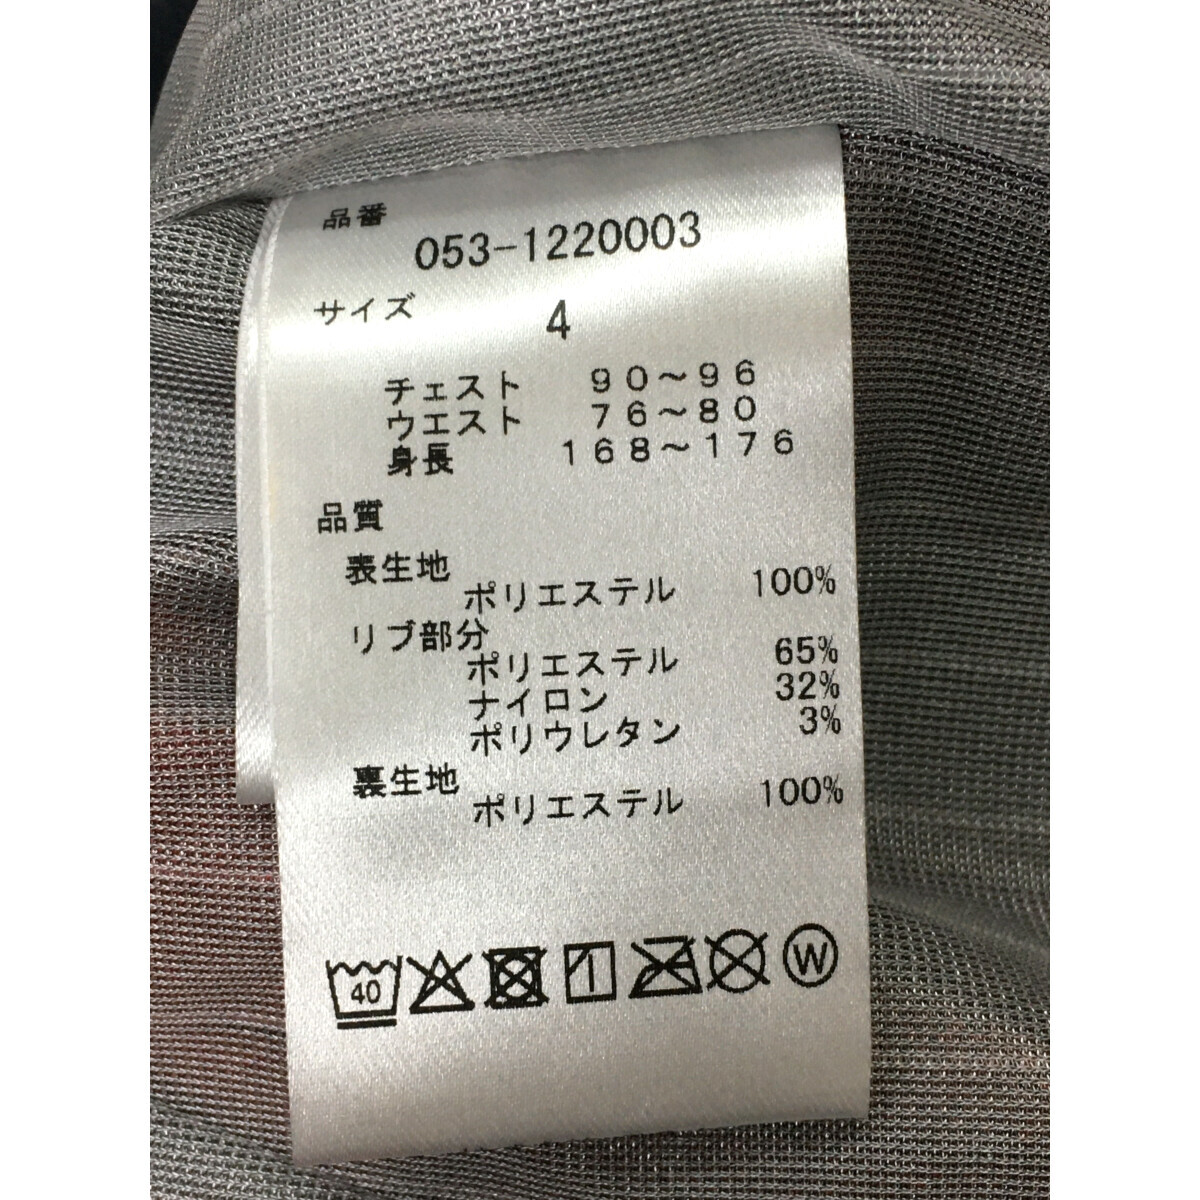 品番
053-1220003
サイズ 4
チェスト 90～96
ウエスト 76～80
身長 168～176
品質
表生地
ポリエステル 100%
リブ部分
ポリエステル 65%
ナイロン 32%
ポリウレタン 3%
裏生地
ポリエステル 100%
40 W